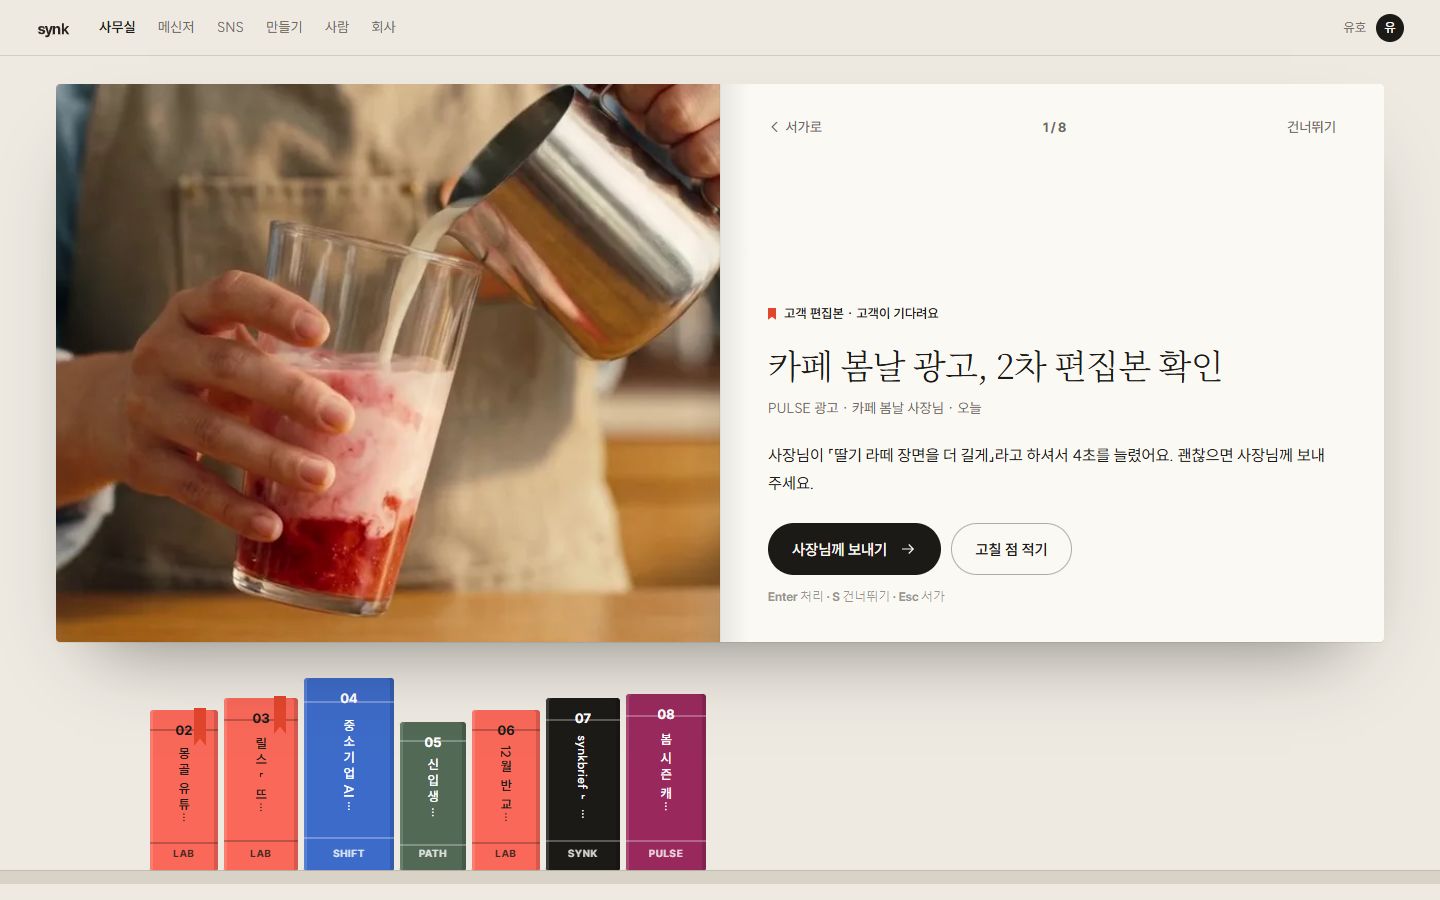 synk 사무실 메신저 SNS 만들기 사람 회사 유호 유
서가로 1 / 8 건너뛰기
고객 편집본 · 고객이 기다려요
카페 봄날 광고, 2차 편집본 확인
PULSE 광고 · 카페 봄날 사장님 · 오늘
사장님이 「딸기 라떼 장면을 더 길게」라고 하셔서 4초를 늘렸어요. 괜찮으면 사장님께 보내
주세요.
사장님께 보내기 → 고칠 점 적기
Enter 처리 · S 건너뛰기 · Esc 서가
02 몽골 유튜… LAB
03 릴스 「뜨… LAB
04 중소기업 AI… SHIFT
05 신입생… PATH
06 12월 반 교… LAB
07 synkbrief 「… SYNK
08 봄 시즌 캐… PULSE